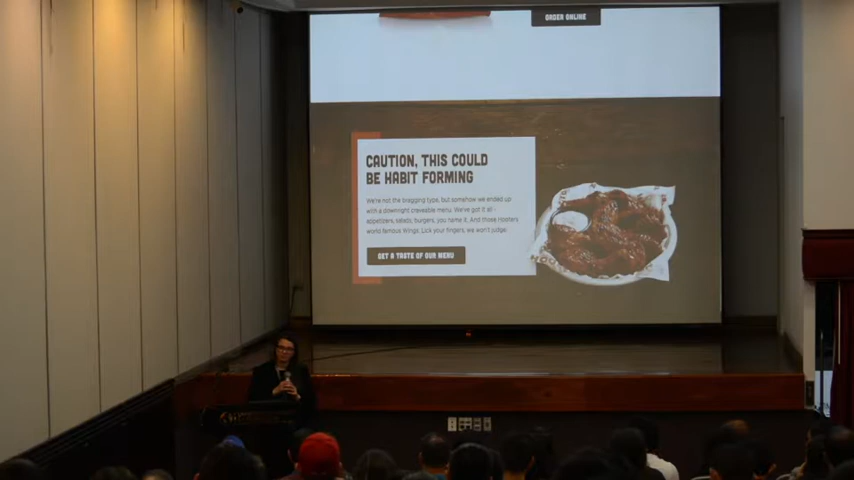 ORDER ONLINE
CAUTION, THIS COULD
BE HABIT FORMING
We're not the bragging type, but somehow we ended up
with a downright craveable menu. We've got it all -
appetizers, salads, burgers, you name it. And those rooters
world famous Wings. Lick your fingers, we won't judge.
GET A TASTE OF OUR MENU